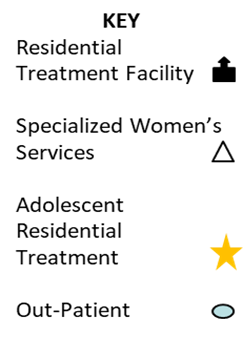 KEY
Residential
Treatment Facility
Specialized Women's
Services
Adolescent
Residential
Treatment
Out-Patient